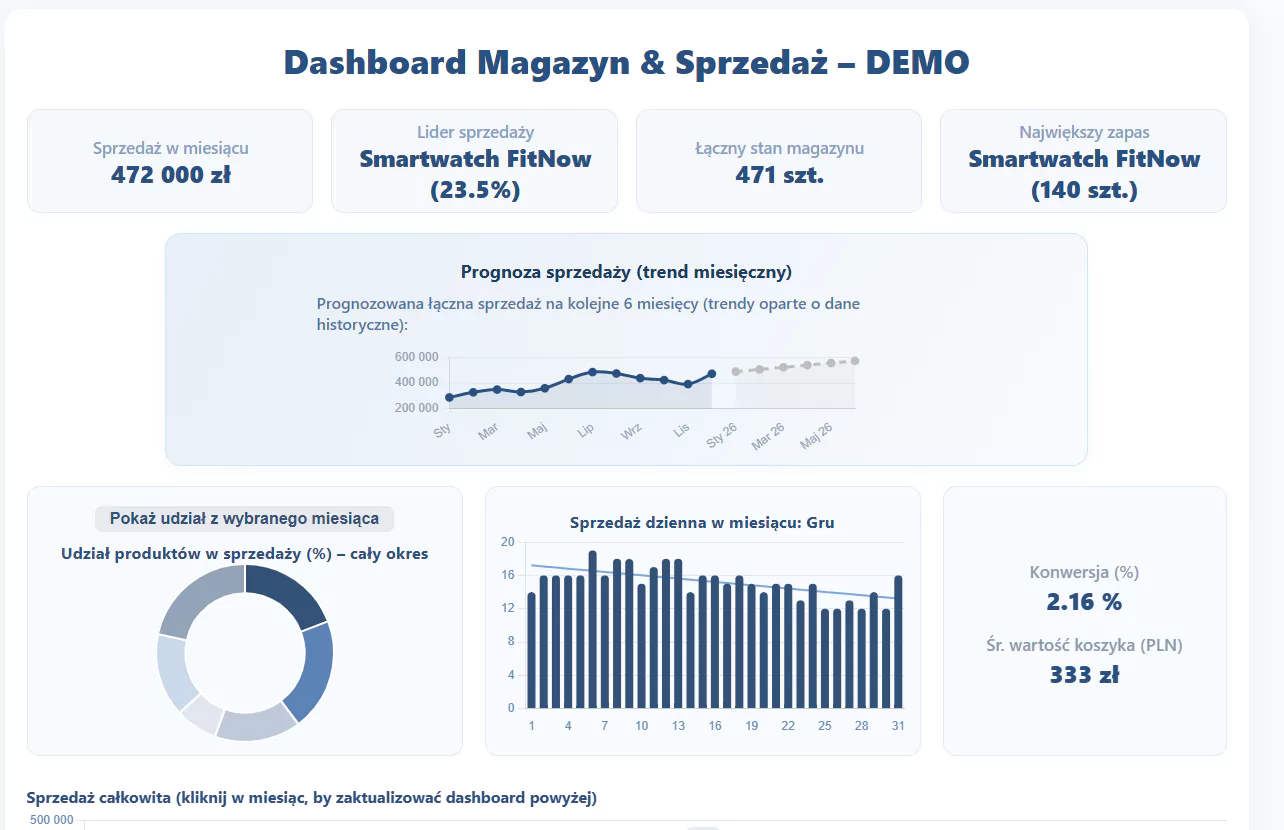 Dashboard Magazyn & Sprzedaż – DEMO
Sprzedaż w miesiącu
472 000 zł
Lider sprzedaży
Smartwatch FitNow
(23.5%)
Łączny stan magazynu
471 szt.
Największy zapas
Smartwatch FitNow
(140 szt.)
Prognoza sprzedaży (trend miesięczny)
Prognozowana łączna sprzedaż na kolejne 6 miesięcy (trendy oparte o dane
historyczne):
600 000
400 000
200 000
Sty Mar Maj Lip Wrz Lis Sty 26 Mar 26 Maj 26
Pokaż udział z wybranego miesiąca
Udział produktów w sprzedaży (%) – cały okres
Sprzedaż dzienna w miesiącu: Gru
20
16
12
8
4
0
1 4 7 10 13 16 19 22 25 28 31
Konwersja (%)
2.16 %
Śr. wartość koszyka (PLN)
333 zł
Sprzedaż całkowita (kliknij w miesiąc, by zaktualizować dashboard powyżej)
500 000